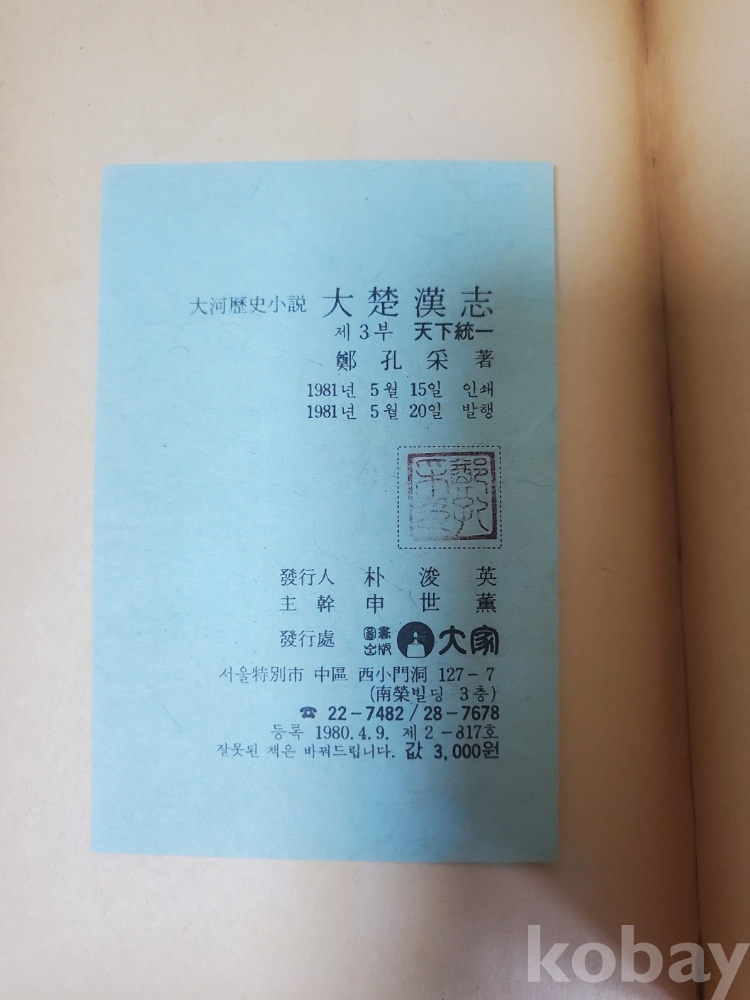 大河歷史小説 大楚漢志
제3부 天下統一
鄭孔采 著
1981년 5월 15일 인쇄
1981년 5월 20일 발행
發行人 朴浚英
主幹 申世薰
發行處 圖書出版 大家
서울特別市 中區 西小門洞 127-7
(南榮빌딩 3층)
☎ 22-7482/28-7678
등록 1980.4.9. 제2-817호
잘못된 책은 바꿔드립니다. 값 3,000원
kobay